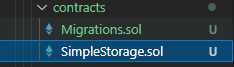 contracts
Migrations.sol U
SimpleStorage.sol U